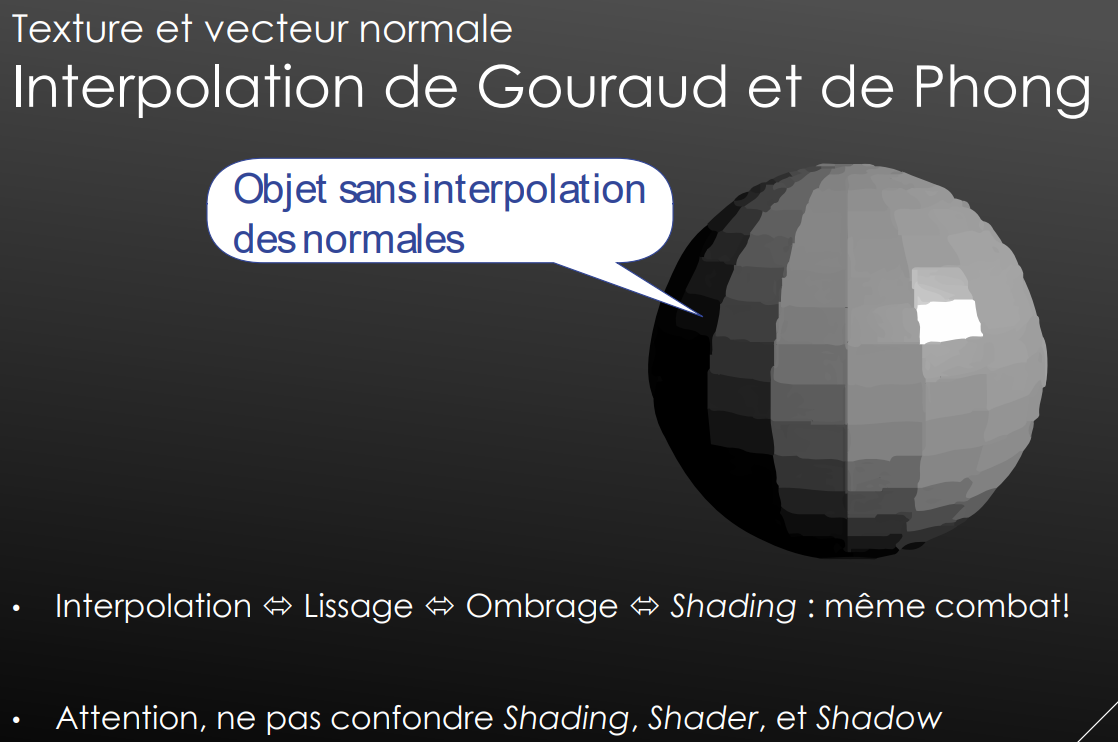 Texture et vecteur normale
Interpolation de Gouraud et de Phong
Objet sans interpolation
des normales
• Interpolation ⬄ Lissage ⬄ Ombrage ⬄ Shading : même combat!
• Attention, ne pas confondre Shading, Shader, et Shadow